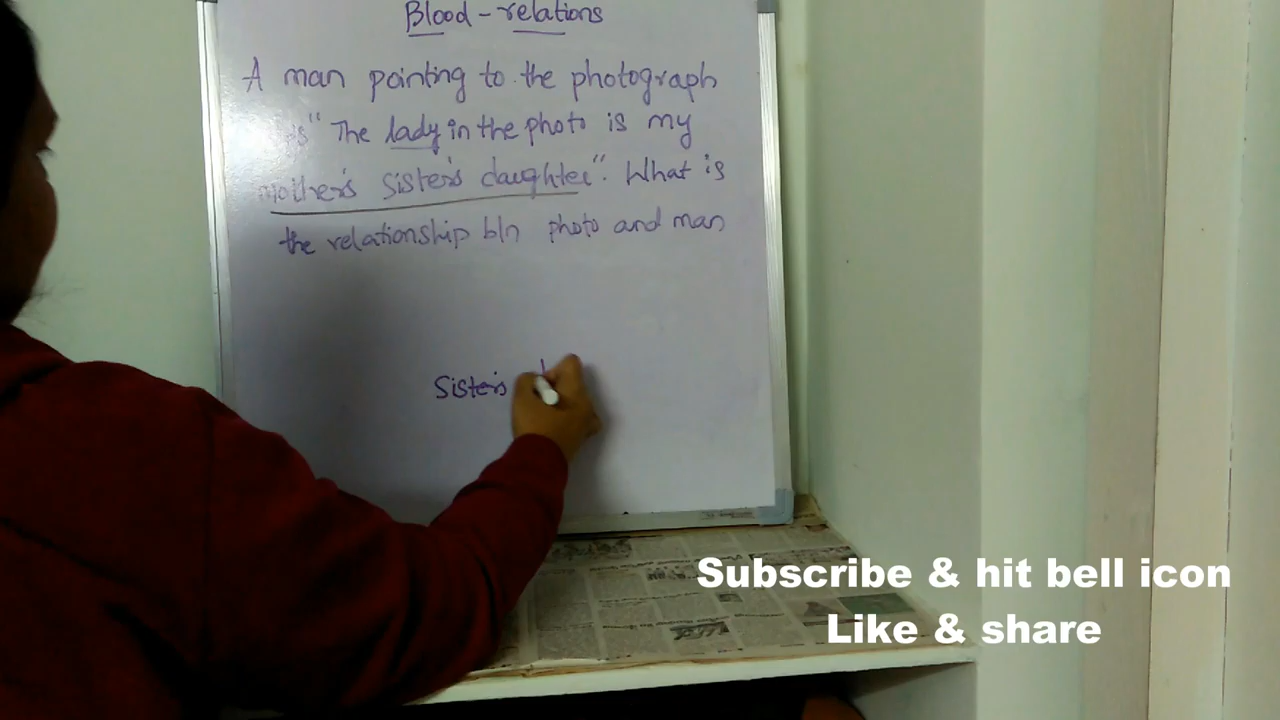 Blood-relations
A man pointing to the photograph
" The lady in the photo is my
mother's sister's daughter". What is
the relationship b/n photo and man
Sister's
Subscribe & hit bell icon
Like & share